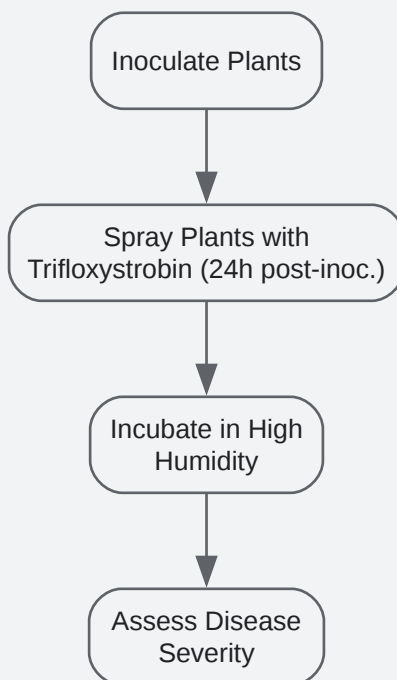 Inoculate Plants
Spray Plants with
Trifloxystrobin (24h post-inoc.)
Incubate in High
Humidity
Assess Disease
Severity